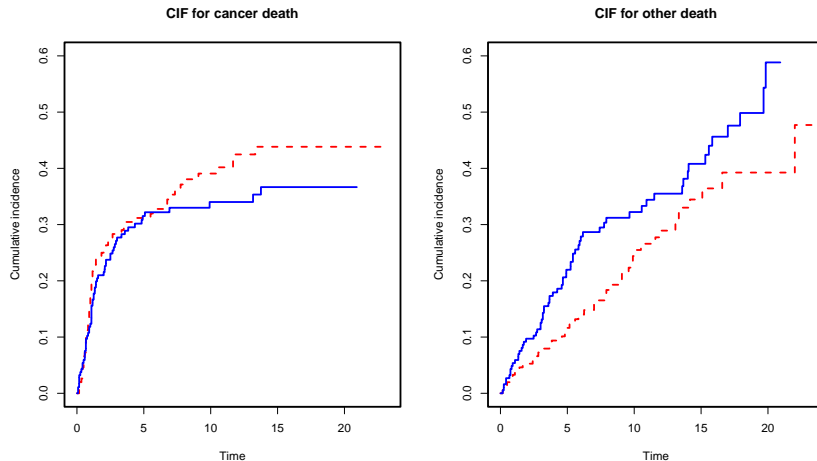 CIF for cancer death
0.0 0.1 0.2 0.3 0.4 0.5 0.6
Cumulative incidence
0 5 10 15 20
Time
CIF for other death
0.0 0.1 0.2 0.3 0.4 0.5 0.6
Cumulative incidence
0 5 10 15 20
Time